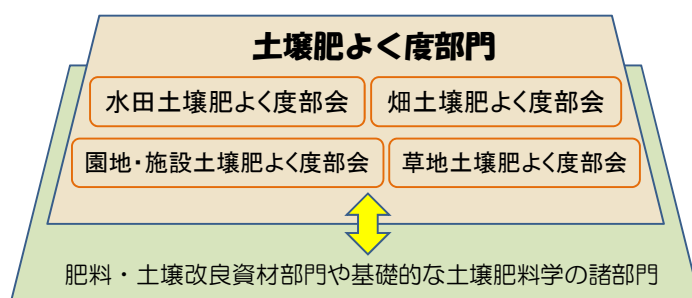 土壌肥よく度部門
水田土壌肥よく度部会
畑土壌肥よく度部会
園地・施設土壌肥よく度部会
草地土壌肥よく度部会
肥料・土壌改良資材部門や基礎的な土壌肥料学の諸部門